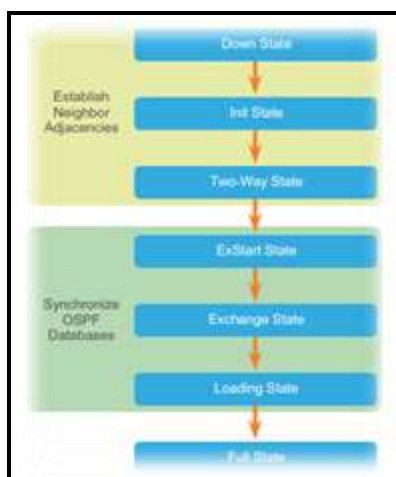 Down State
Establish
Neighbor
Adjacencies
Init State
Two-Way State
ExStart State
Synchronize
OSPF
Databases
Exchange State
Loading State
Full State